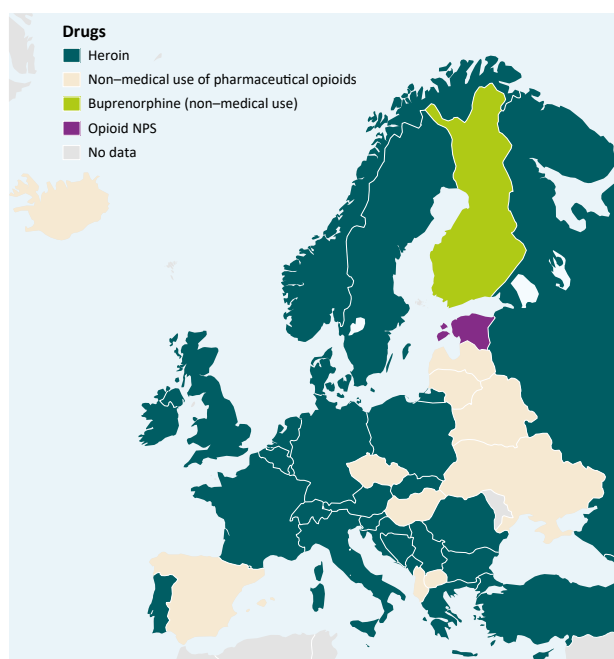 Drugs
Heroin
Non–medical use of pharmaceutical opioids
Buprenorphine (non–medical use)
Opioid NPS
No data